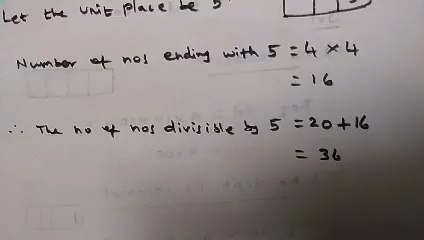 Let the unit place be 5
Number of nos ending with 5 = 4 × 4
= 16
∴ The no of nos divisible by 5 = 20 + 16
= 36